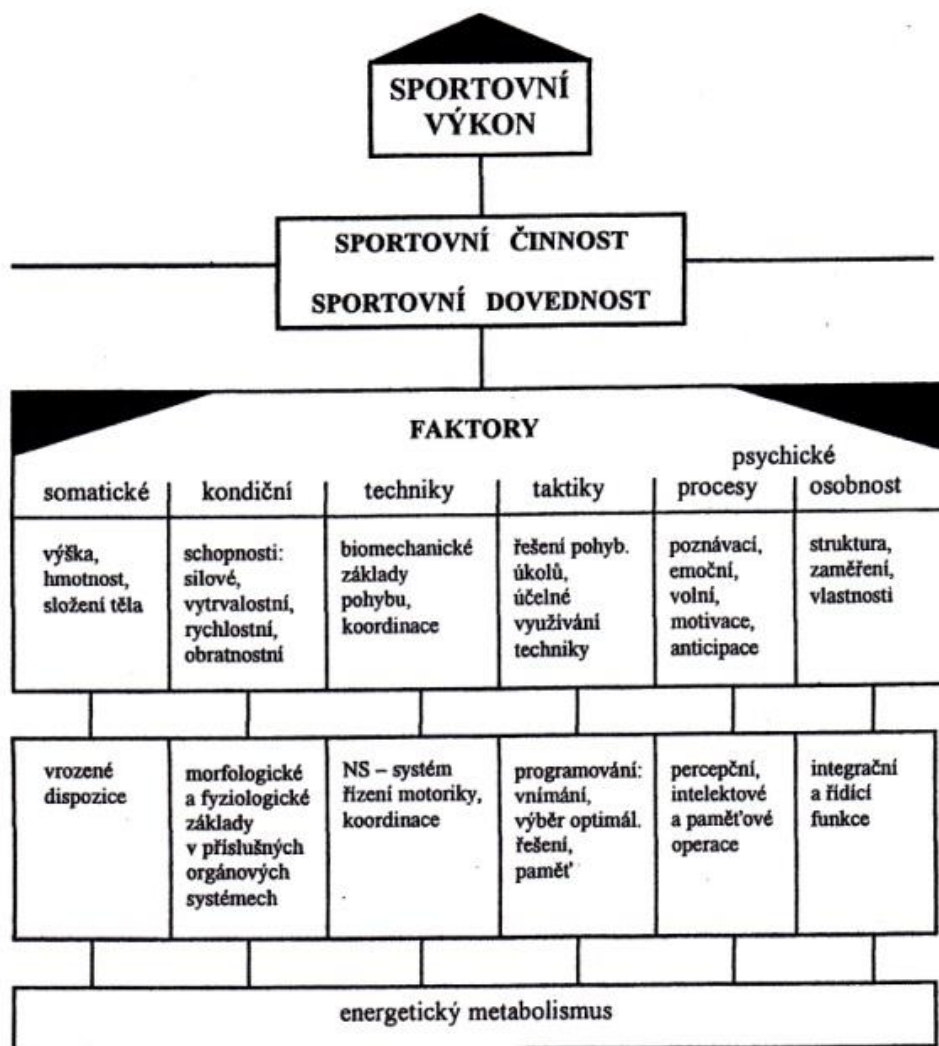 SPORTOVNÍ
VÝKON
SPORTOVNÍ ČINNOST
SPORTOVNÍ DOVEDNOST
FAKTORY
psychické
somatické
kondiční
techniky
taktiky
procesy
osobnost
výška,
hmotnost,
složení těla
schopnosti:
silové,
vytrvalostní,
rychlostní,
obratnostní
biomechanické
základy
pohybu,
koordinace
řešení pohyb.
úkolů,
účelné
využívání
techniky
poznávací,
emoční,
volní,
motivace,
anticipace
struktura,
zaměření,
vlastnosti
vrozené
dispozice
morfologické
a fyziologické
základy
v příslušných
orgánových
systémech
NS – systém
řízení motoriky,
koordinace
programování:
vnímání,
výběr optimál.
řešení,
paměť
percepční,
intelektové
a paměťové
operace
integrační
a řídící
funkce
energetický metabolismus